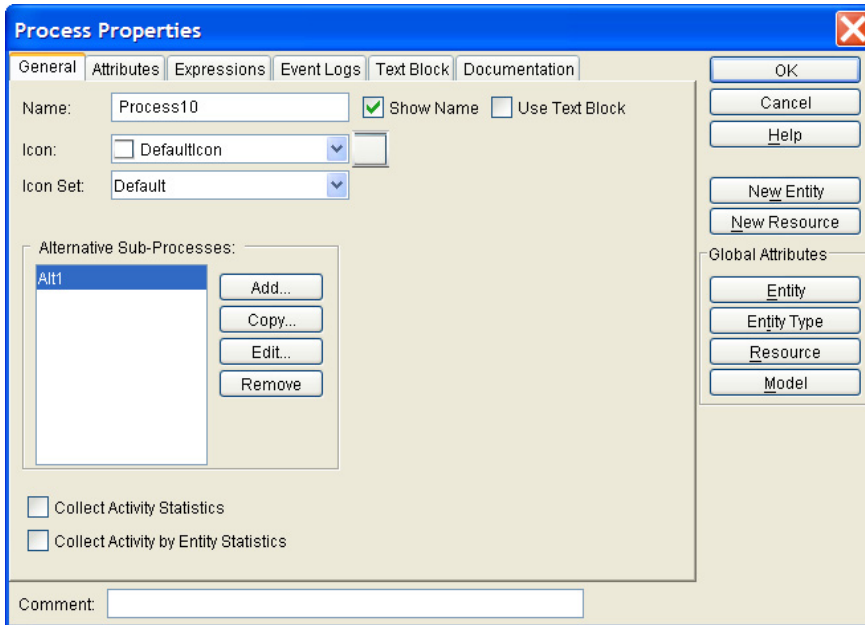 Process Properties
General Attributes Expressions Event Logs Text Block Documentation
Name: Process10 Show Name Use Text Block
Icon: DefaultIcon
Icon Set: Default
Alternative Sub-Processes:
Alt1
Add...
Copy...
Edit...
Remove
Collect Activity Statistics
Collect Activity by Entity Statistics
Comment:
OK
Cancel
Help
New Entity
New Resource
Global Attributes
Entity
Entity Type
Resource
Model